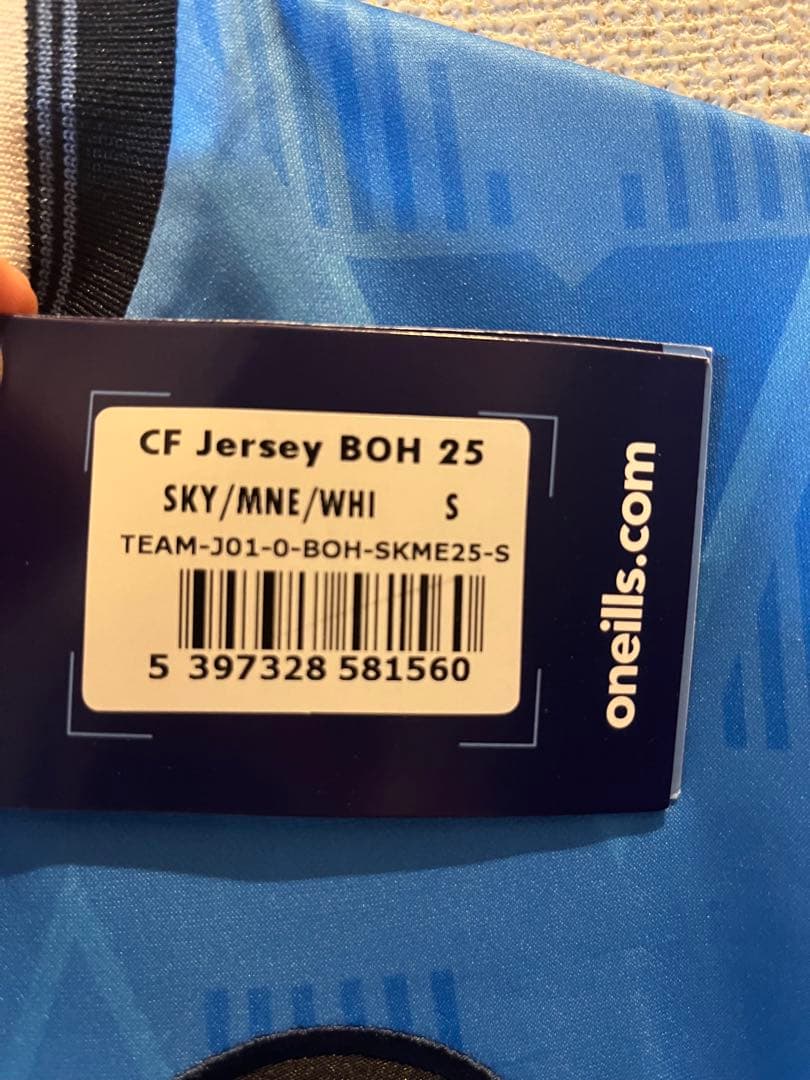 CF Jersey BOH 25
SKY/MNE/WHI S
TEAM-J01-0-BOH-SKME25-S
5 397328 581560
oneills.com